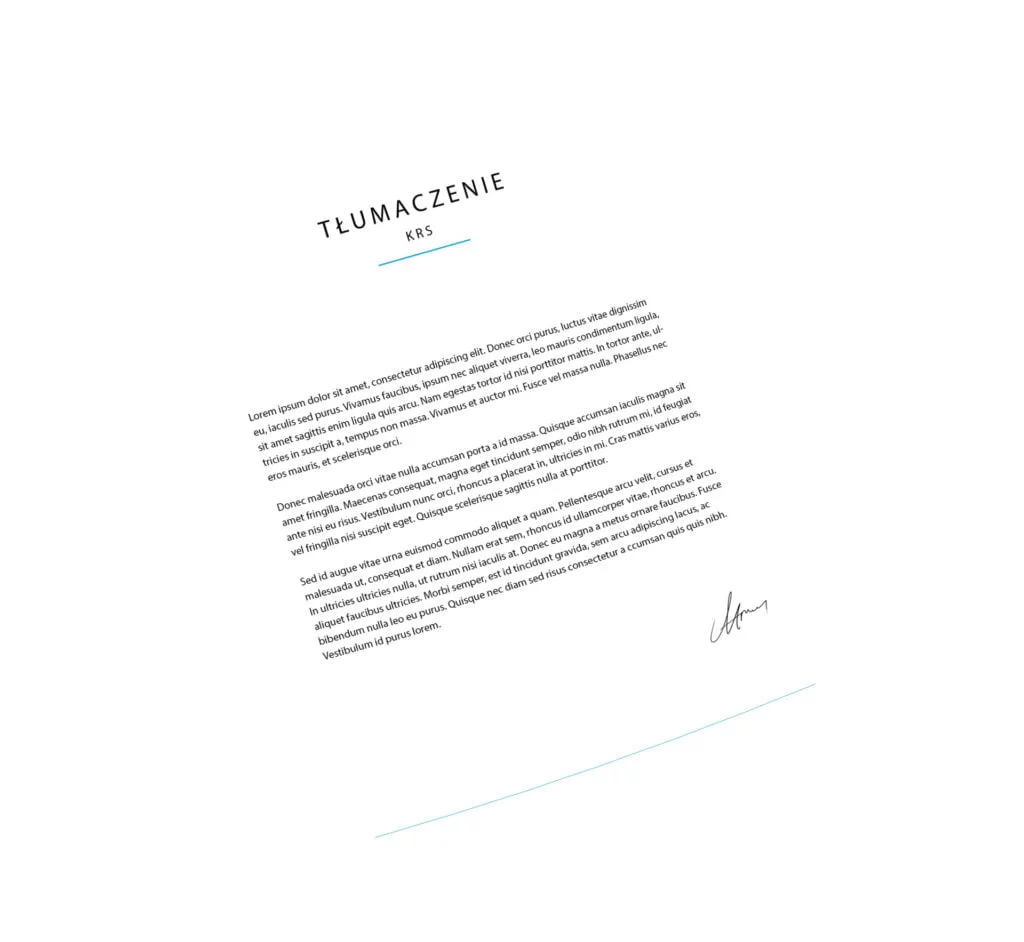 TŁUMACZENIE
KRS
Lorem ipsum dolor sit amet, consectetur adipiscing elit. Donec orci purus, luctus vitae dignissim
eu, iaculis sed purus. Vivamus faucibus, ipsum nec aliquet viverra, leo mauris condimentum ligula,
sit amet sagittis enim ligula quis arcu. Nam egestas tortor id nisi porttitor mattis. In tortor ante, ul-
tricies in suscipit a, tempus non massa. Vivamus et auctor mi. Fusce vel massa nulla. Phasellus nec
eros mauris, et scelerisque orci.
Donec malesuada orci vitae nulla accumsan porta a id massa. Quisque accumsan iaculis magna sit
amet fringilla. Maecenas consequat, magna eget tincidunt semper, odio nibh rutrum mi, id feugiat
ante nisi eu risus. Vestibulum nunc orci, rhoncus a placerat in, ultricies in mi. Cras mattis varius eros,
vel fringilla nisi suscipit eget. Quisque scelerisque sagittis nulla at porttitor.
Sed id augue vitae urna euismod commodo aliquet a quam. Pellentesque arcu velit, cursus et
malesuada ut, consequat et diam. Nullam erat sem, rhoncus id ullamcorper vitae, rhoncus et arcu.
In ultricies ultricies nulla, ut rutrum nisi iaculis at. Donec eu magna a metus ornare faucibus. Fusce
aliquet faucibus ultricies. Morbi semper, est id tincidunt gravida, sem arcu adipiscing lacus, ac
bibendum nulla leo eu purus. Quisque nec diam sed risus consectetur a ccumsan quis quis nibh.
Vestibulum id purus lorem.